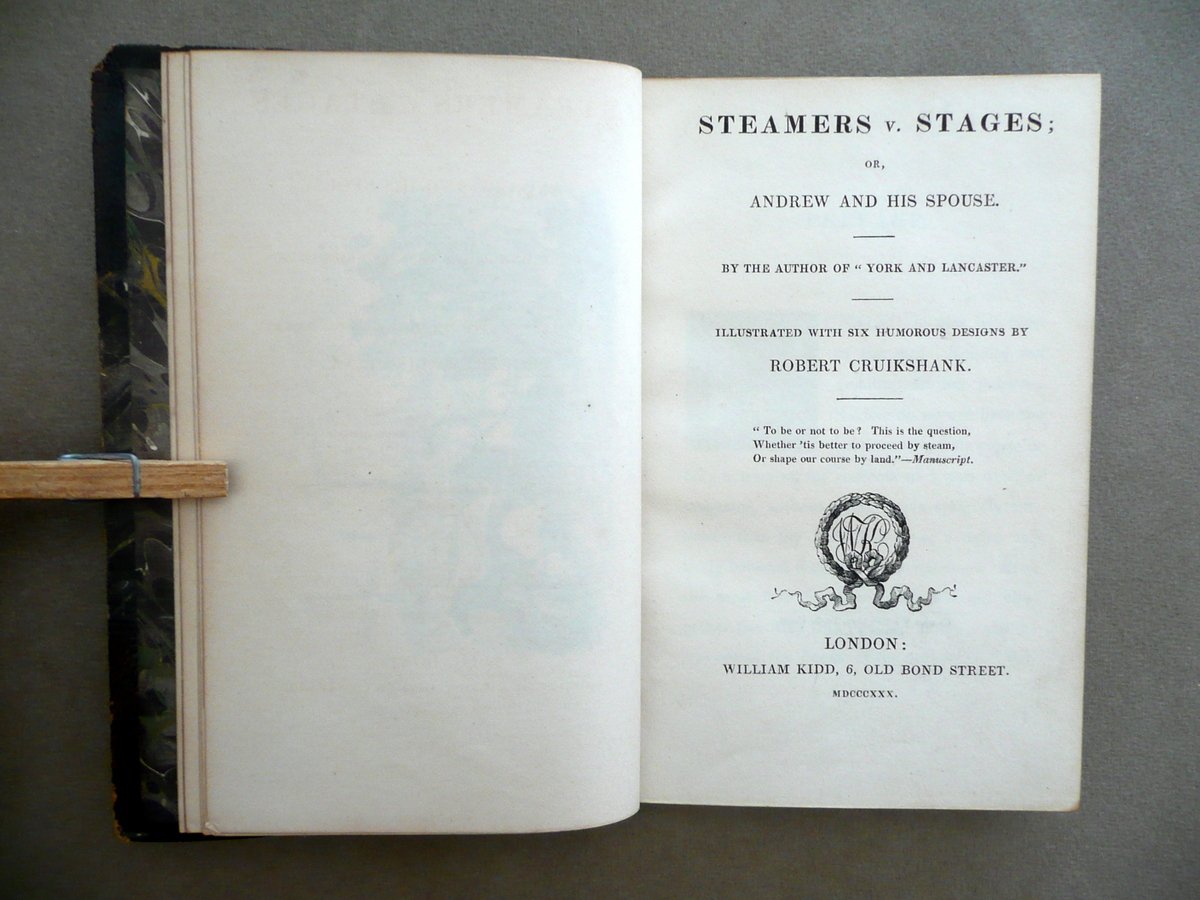 STEAMERS v. STAGES;
OR,
ANDREW AND HIS SPOUSE.
BY THE AUTHOR OF “ YORK AND LANCASTER.”
ILLUSTRATED WITH SIX HUMOROUS DESIGNS BY
ROBERT CRUIKSHANK.
“ To be or not to be? This is the question,
Whether ’tis better to proceed by steam,
Or shape our course by land.”—Manuscript.
WK
LONDON:
WILLIAM KIDD, 6, OLD BOND STREET.
MDCCCXXX.